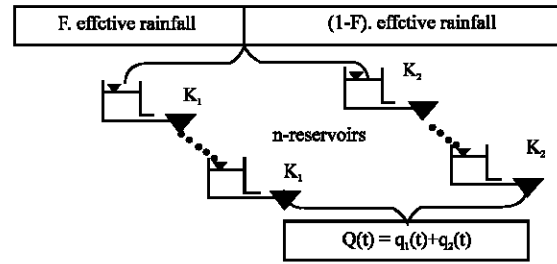 F. effctive rainfall
(1-F). effctive rainfall
K₁
K₂
n-reservoirs
K₁
K₂
Q(t) = q₁(t)+q₂(t)